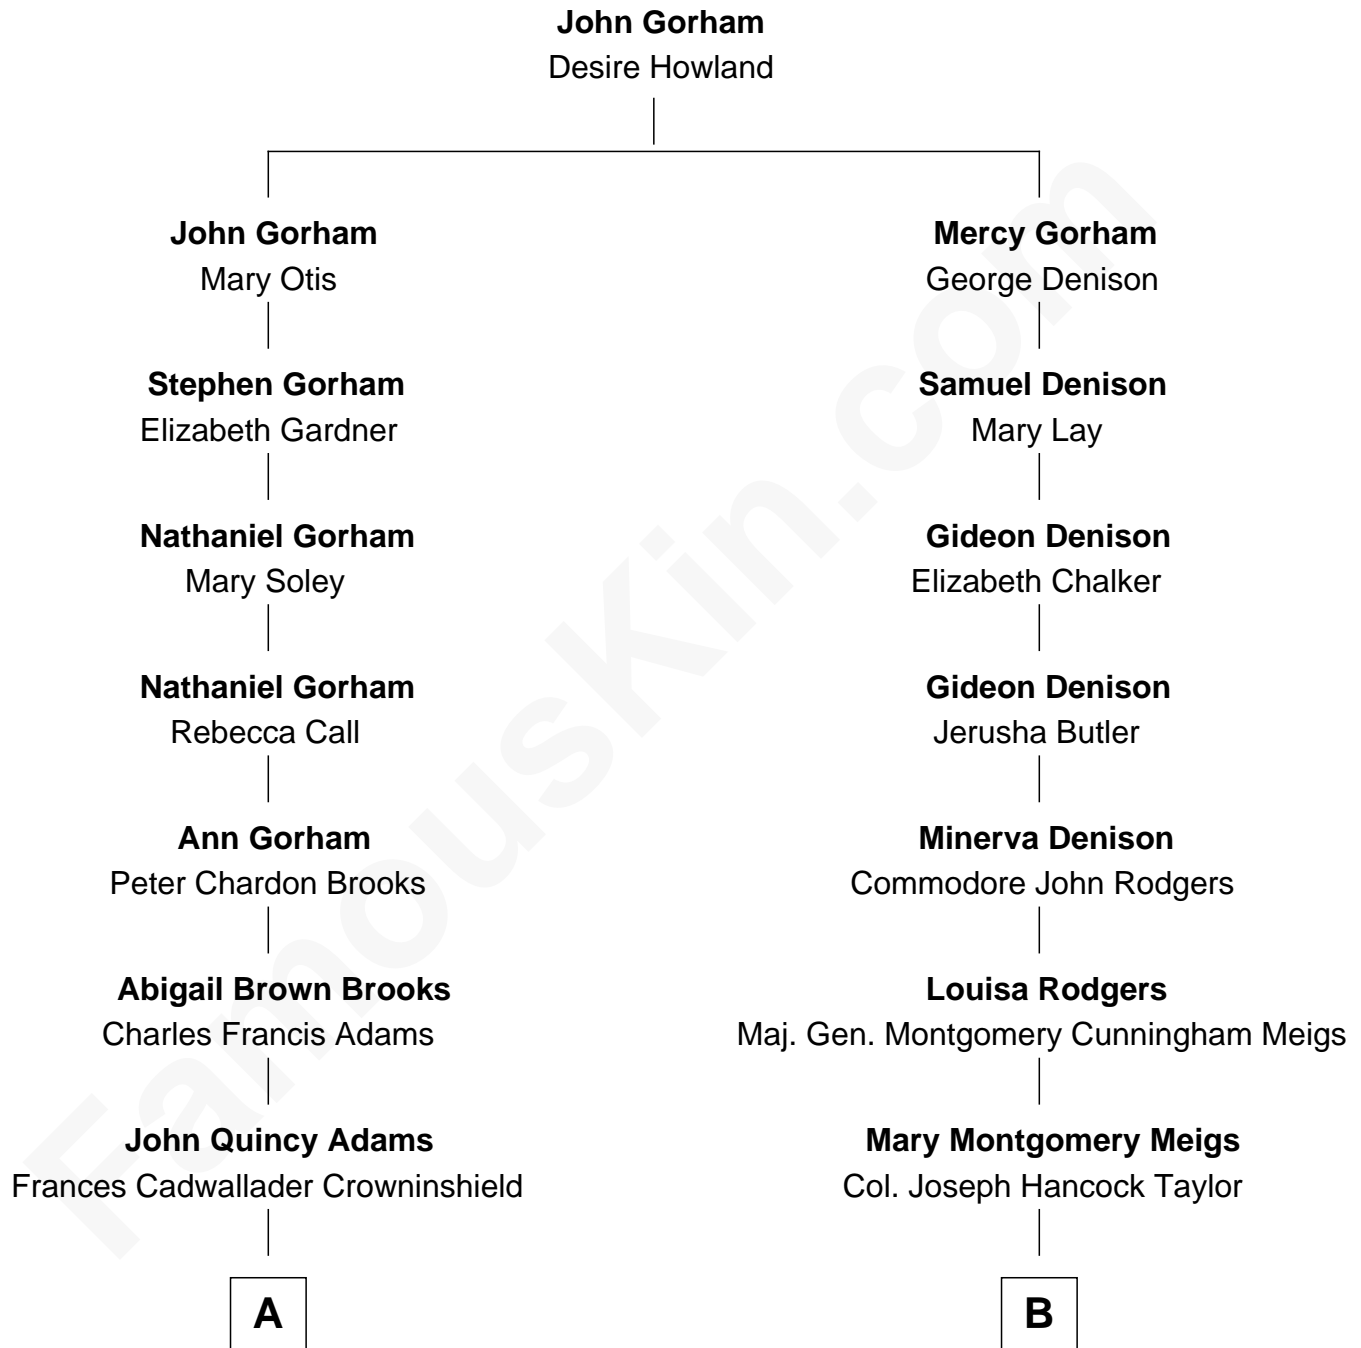 John Gorham
Desire Howland
John Gorham
Mary Otis
Mercy Gorham
George Denison
Stephen Gorham
Elizabeth Gardner
Samuel Denison
Mary Lay
Nathaniel Gorham
Mary Soley
Gideon Denison
Elizabeth Chalker
Nathaniel Gorham
Rebecca Call
Gideon Denison
Jerusha Butler
Ann Gorham
Peter Chardon Brooks
Minerva Denison
Commodore John Rodgers
Abigail Brown Brooks
Charles Francis Adams
Louisa Rodgers
Maj. Gen. Montgomery Cunningham Meigs
John Quincy Adams
Frances Cadwallader Crowninshield
Mary Montgomery Meigs
Col. Joseph Hancock Taylor
A
B
FamousKin.com